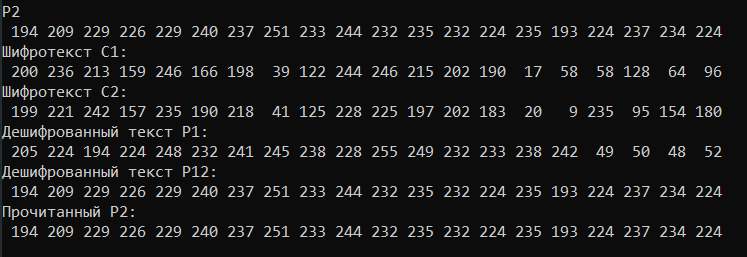 P2
194 209 229 226 229 240 237 251 233 244 232 235 232 224 235 193 224 237 234 224
Шифротекст C1:
200 236 213 159 246 166 198 39 122 244 246 215 202 190 17 58 58 128 64 96
Шифротекст C2:
199 221 242 157 235 190 218 41 125 228 225 197 202 183 20 9 235 95 154 180
Дешифрованный текст P1:
205 224 194 224 248 232 241 245 238 228 255 249 232 233 238 242 49 50 48 52
Дешифрованный текст P12:
194 209 229 226 229 240 237 251 233 244 232 235 232 224 235 193 224 237 234 224
Прочитанный P2:
194 209 229 226 229 240 237 251 233 244 232 235 232 224 235 193 224 237 234 224